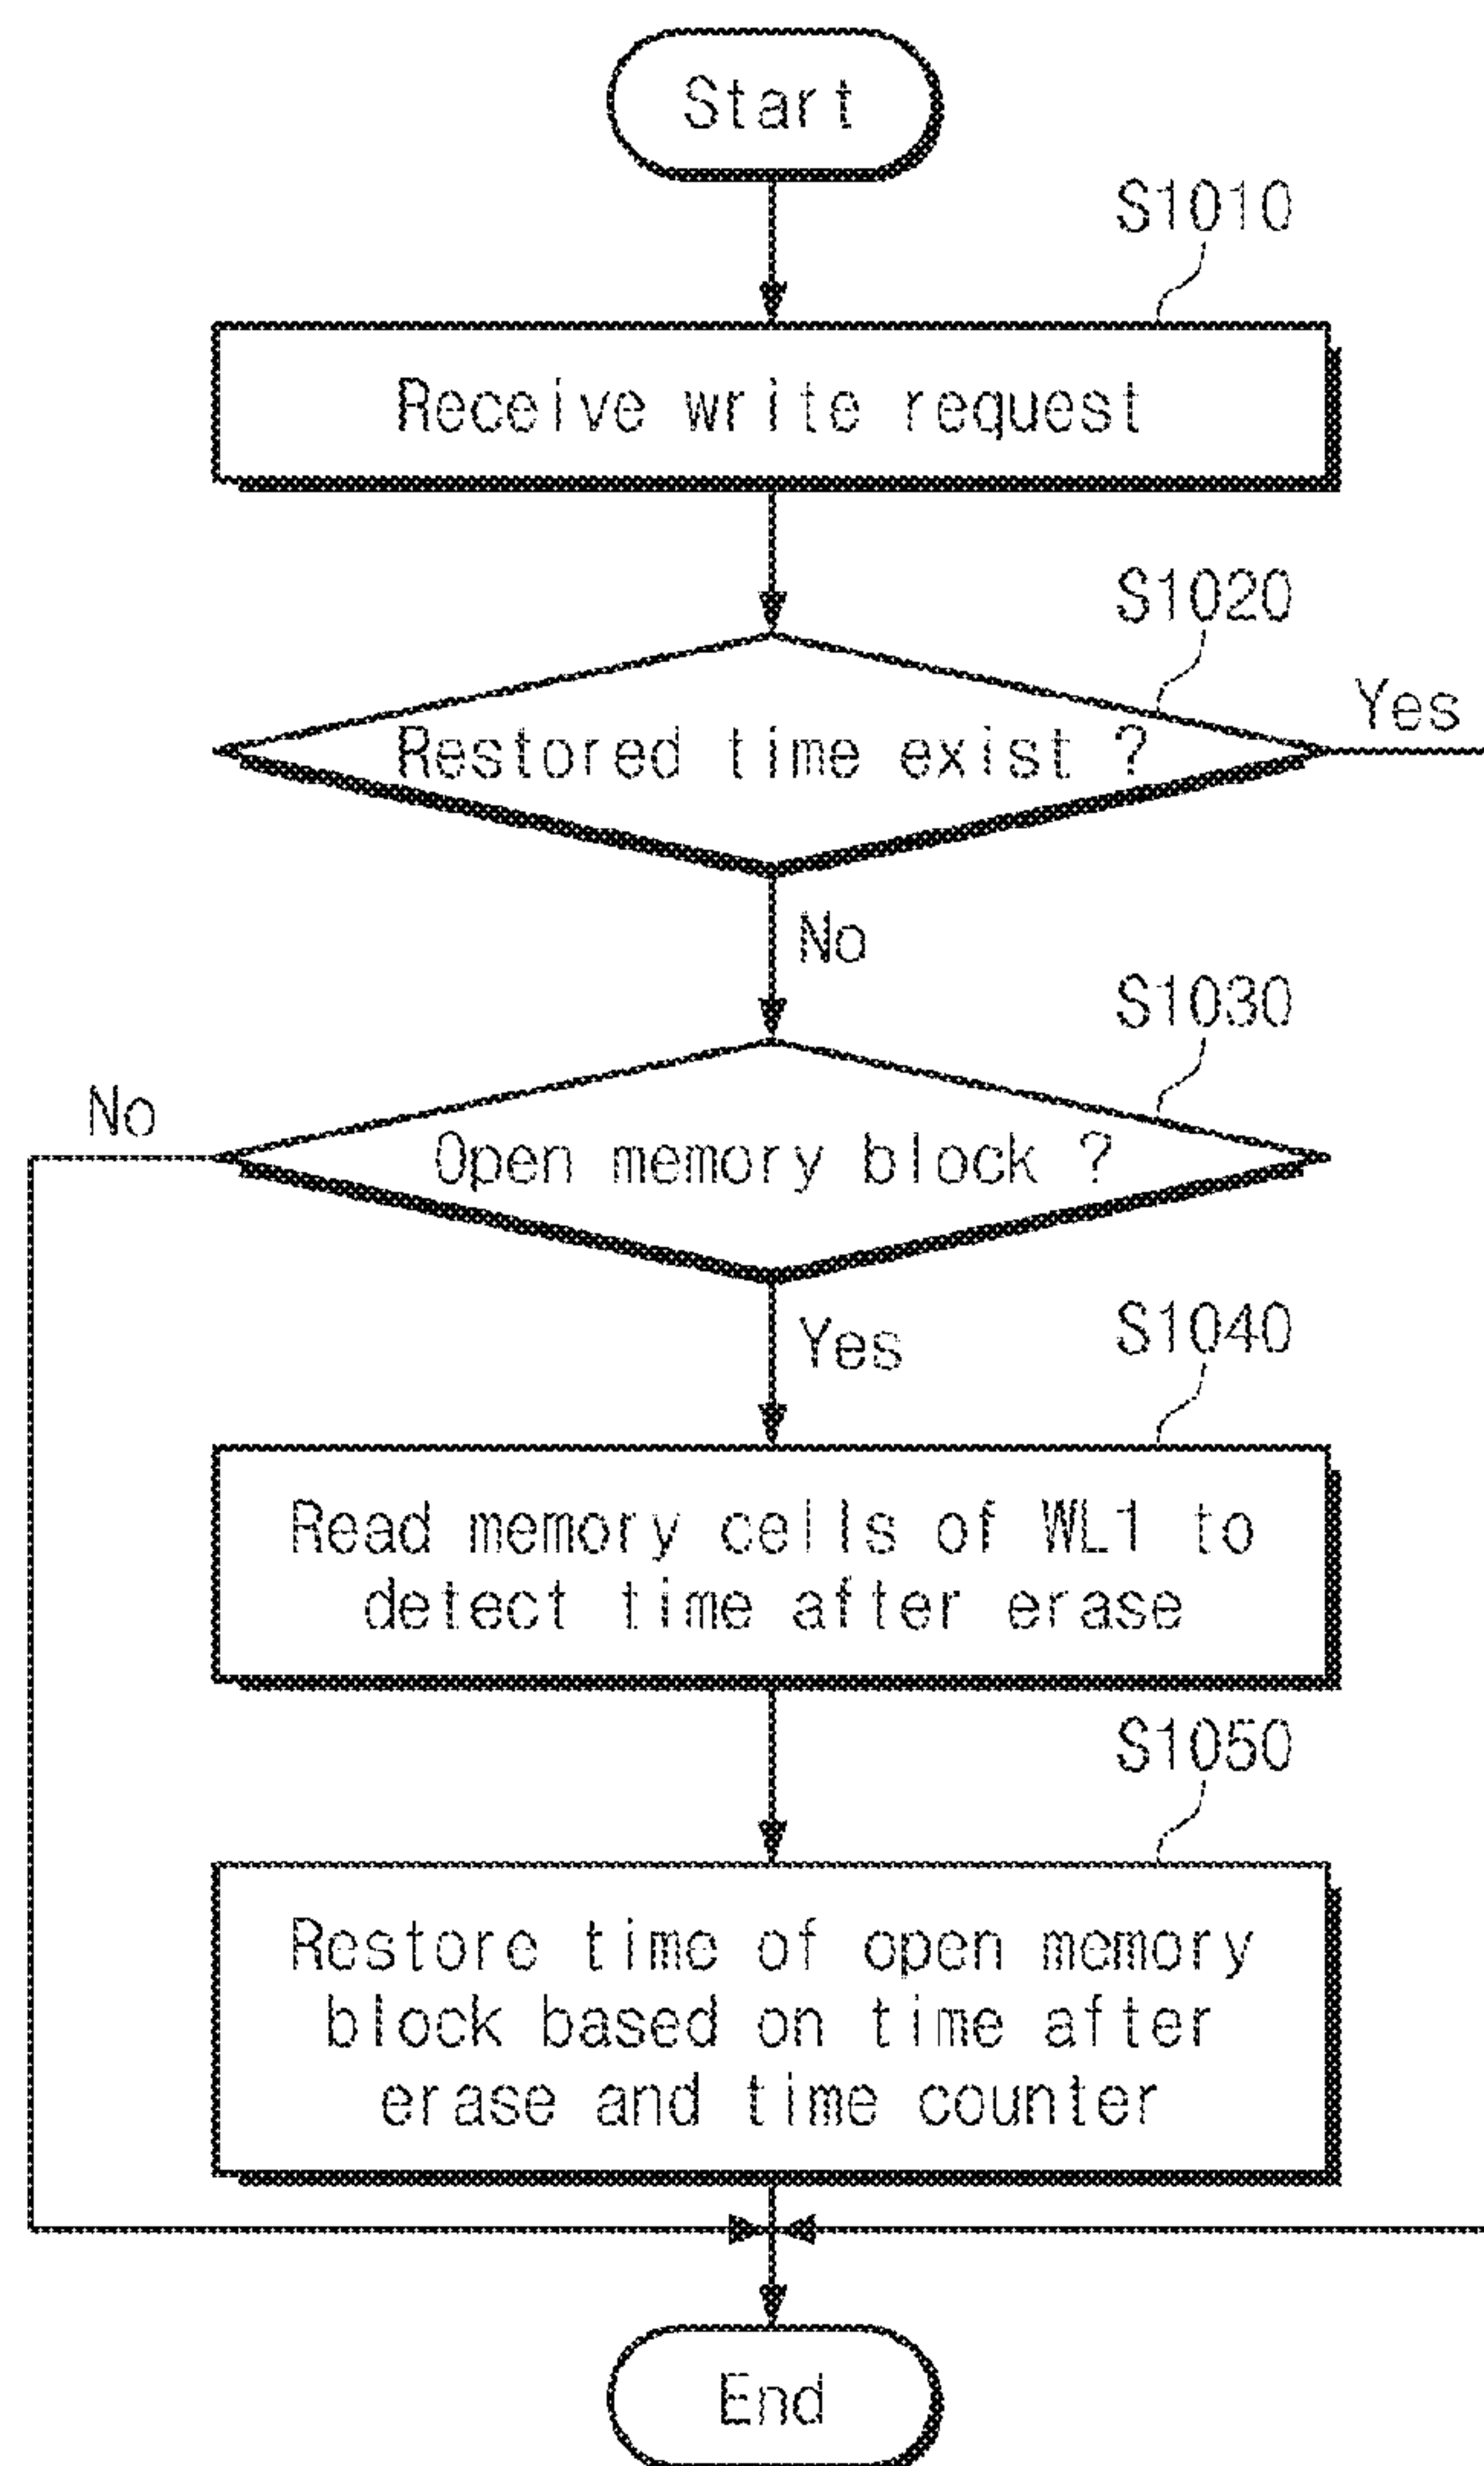 Start
S1010
Receive write request
S1020
Restored time exist ?
Yes
No
S1030
No
Open memory block ?
Yes
S1040
Read memory cells of WL1 to
detect time after erase
S1050
Restore time of open memory
block based on time after
erase and time counter
End